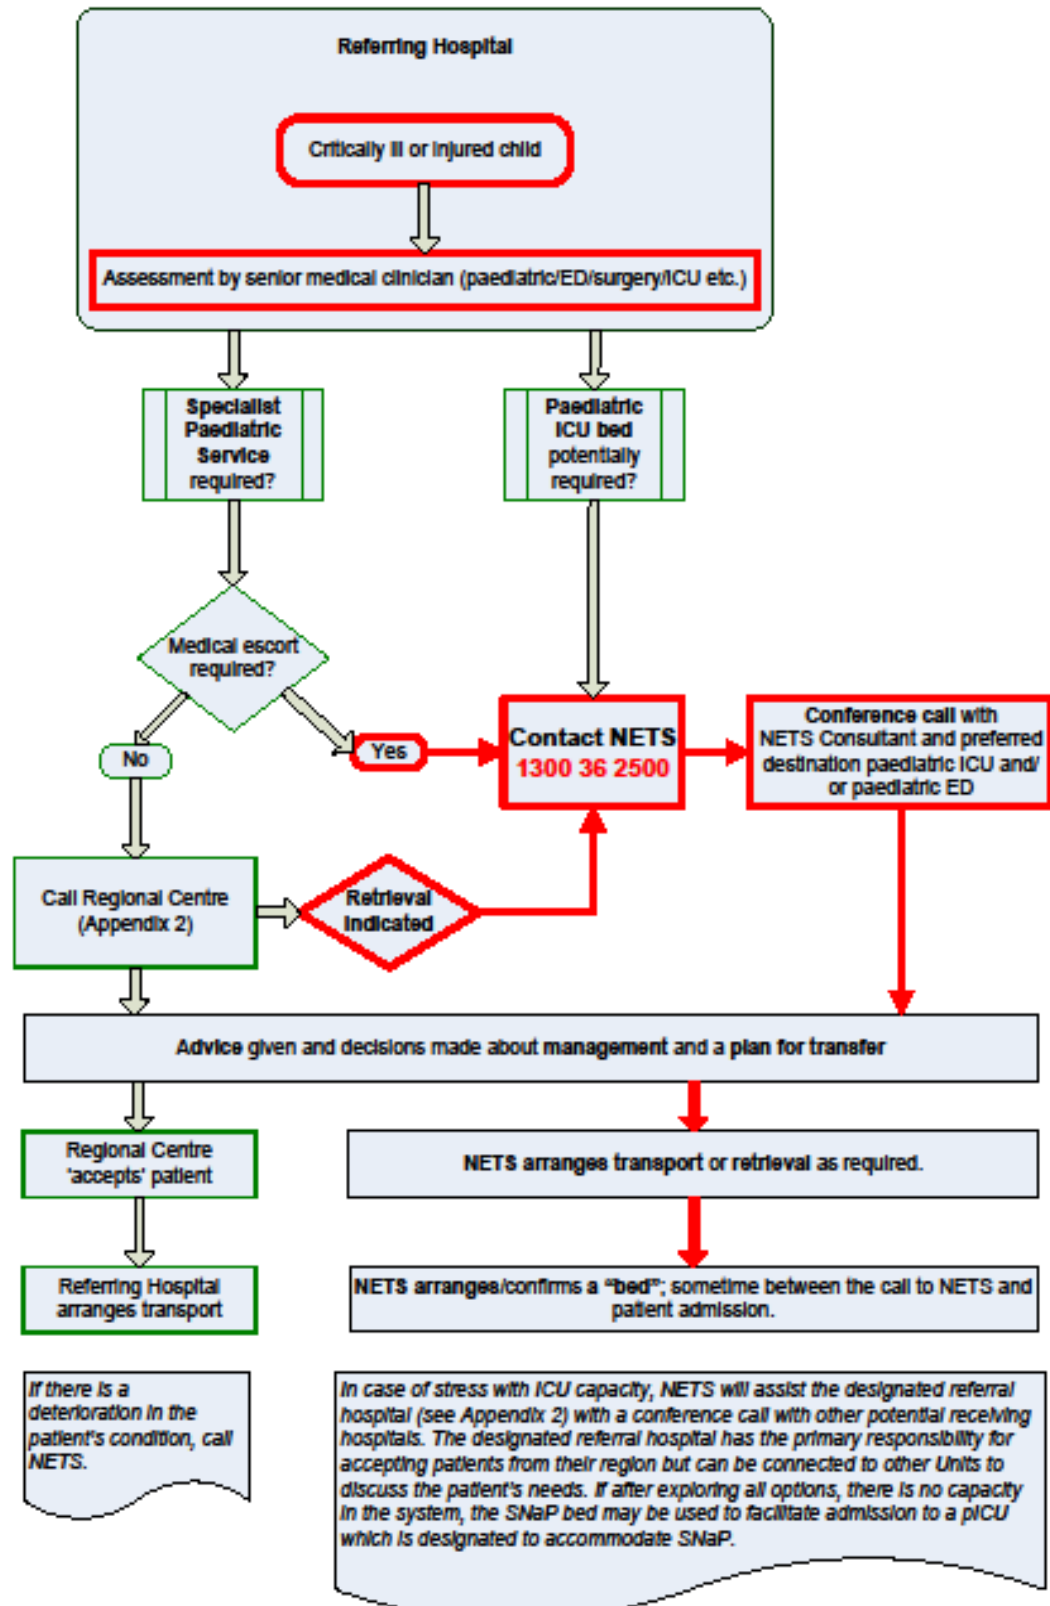 Referring Hospital
Critically ill or injured child
Assessment by senior medical clinician (paediatric/ED/surgery/ICU etc.)
Specialist
Paediatric
Service
required?
Paediatric
ICU bed
potentially
required?
Medical escort
required?
No
Yes
Contact NETS
1300 36 2500
Conference call with
NETS Consultant and preferred
destination paediatric ICU and/
or paediatric ED
Call Regional Centre
(Appendix 2)
Retrieval
indicated
Advice given and decisions made about management and a plan for transfer
Regional Centre
'accepts' patient
NETS arranges transport or retrieval as required.
Referring Hospital
arranges transport
NETS arranges/confirms a “bed”; sometime between the call to NETS and
patient admission.
If there is a
deterioration in the
patient's condition, call
NETS.
In case of stress with ICU capacity, NETS will assist the designated referral
hospital (see Appendix 2) with a conference call with other potential receiving
hospitals. The designated referral hospital has the primary responsibility for
accepting patients from their region but can be connected to other Units to
discuss the patient's needs. If after exploring all options, there is no capacity
in the system, the SNaP bed may be used to facilitate admission to a pICU
which is designated to accommodate SNaP.